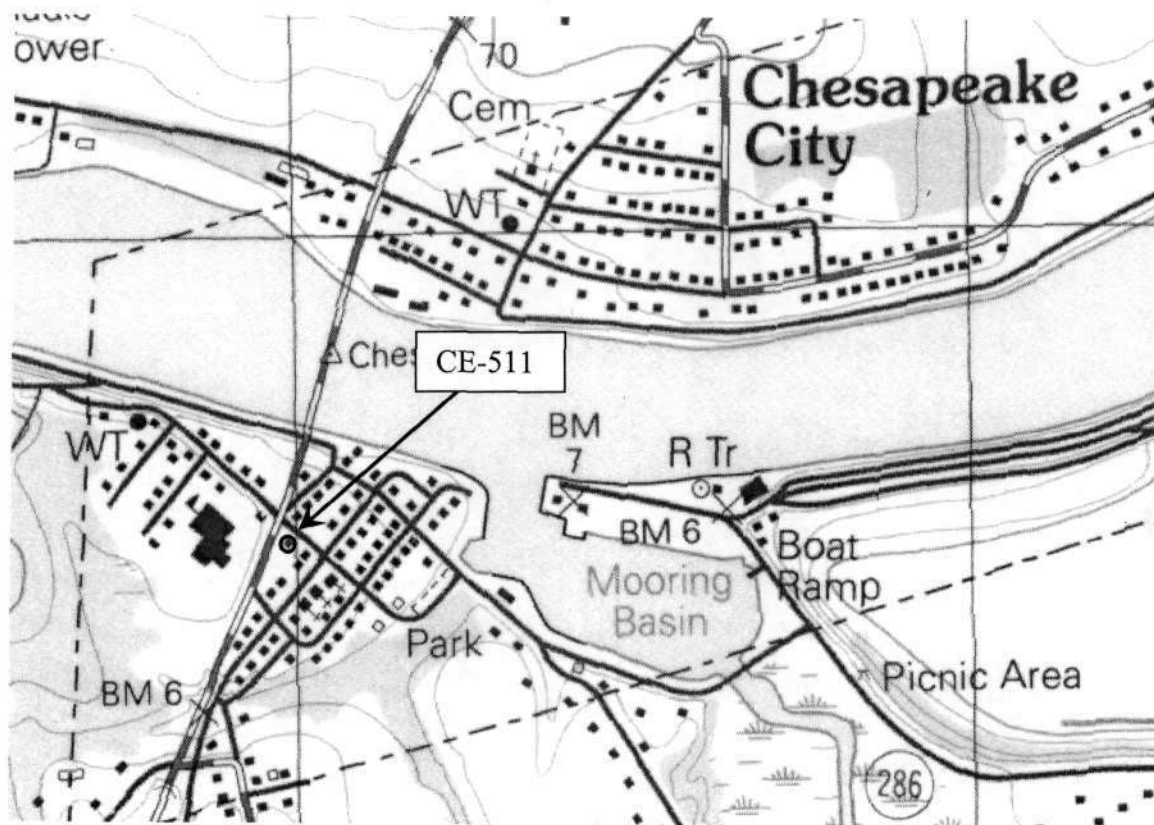 ower
70
Cem
Chesapeake
City
WT
Ches
CE-511
BM
7
R Tr
WT
BM 6
Boat
Ramp
Mooring
Basin
Park
Picnic Area
BM 6
286